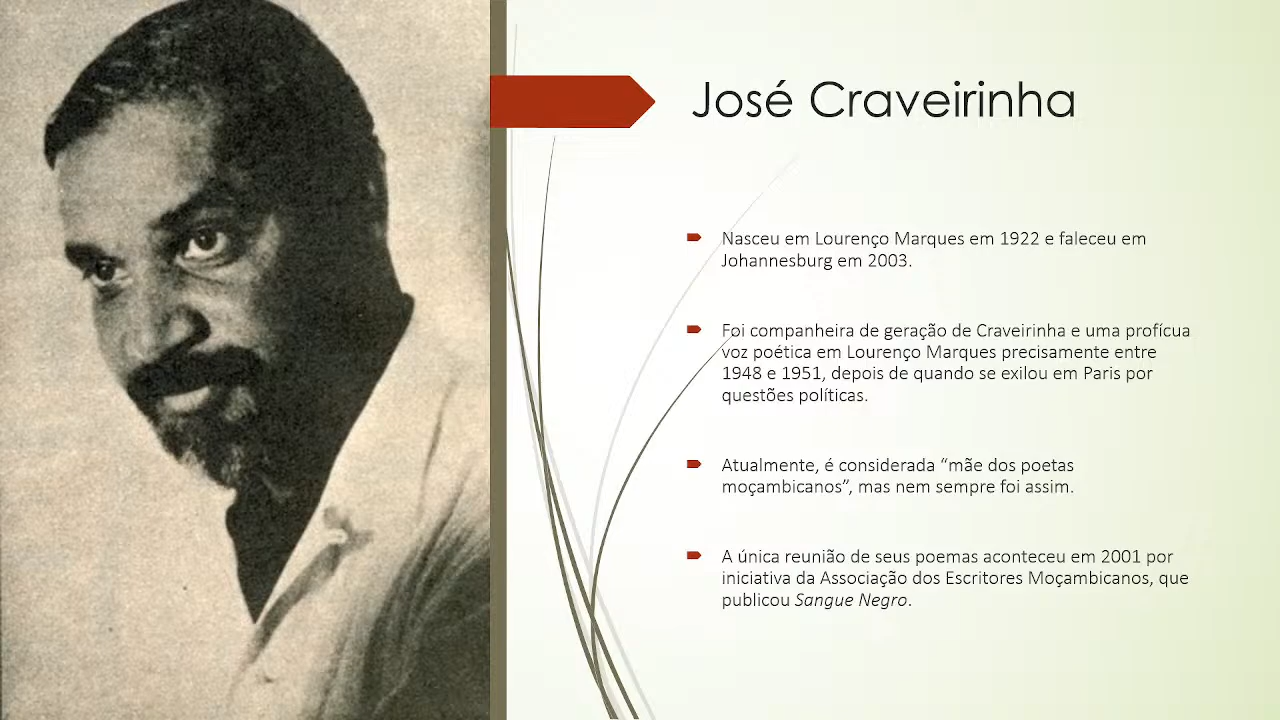 José Craveirinha
Nasceu em Lourenço Marques em 1922 e faleceu em
Johannesburg em 2003.
Foi companheira de geração de Craveirinha e uma profícua
voz poética em Lourenço Marques precisamente entre
1948 e 1951, depois de quando se exilou em Paris por
questões políticas.
Atualmente, é considerada “mãe dos poetas
moçambicanos”, mas nem sempre foi assim.
A única reunião de seus poemas aconteceu em 2001 por
iniciativa da Associação dos Escritores Moçambicanos, que
publicou Sangue Negro.